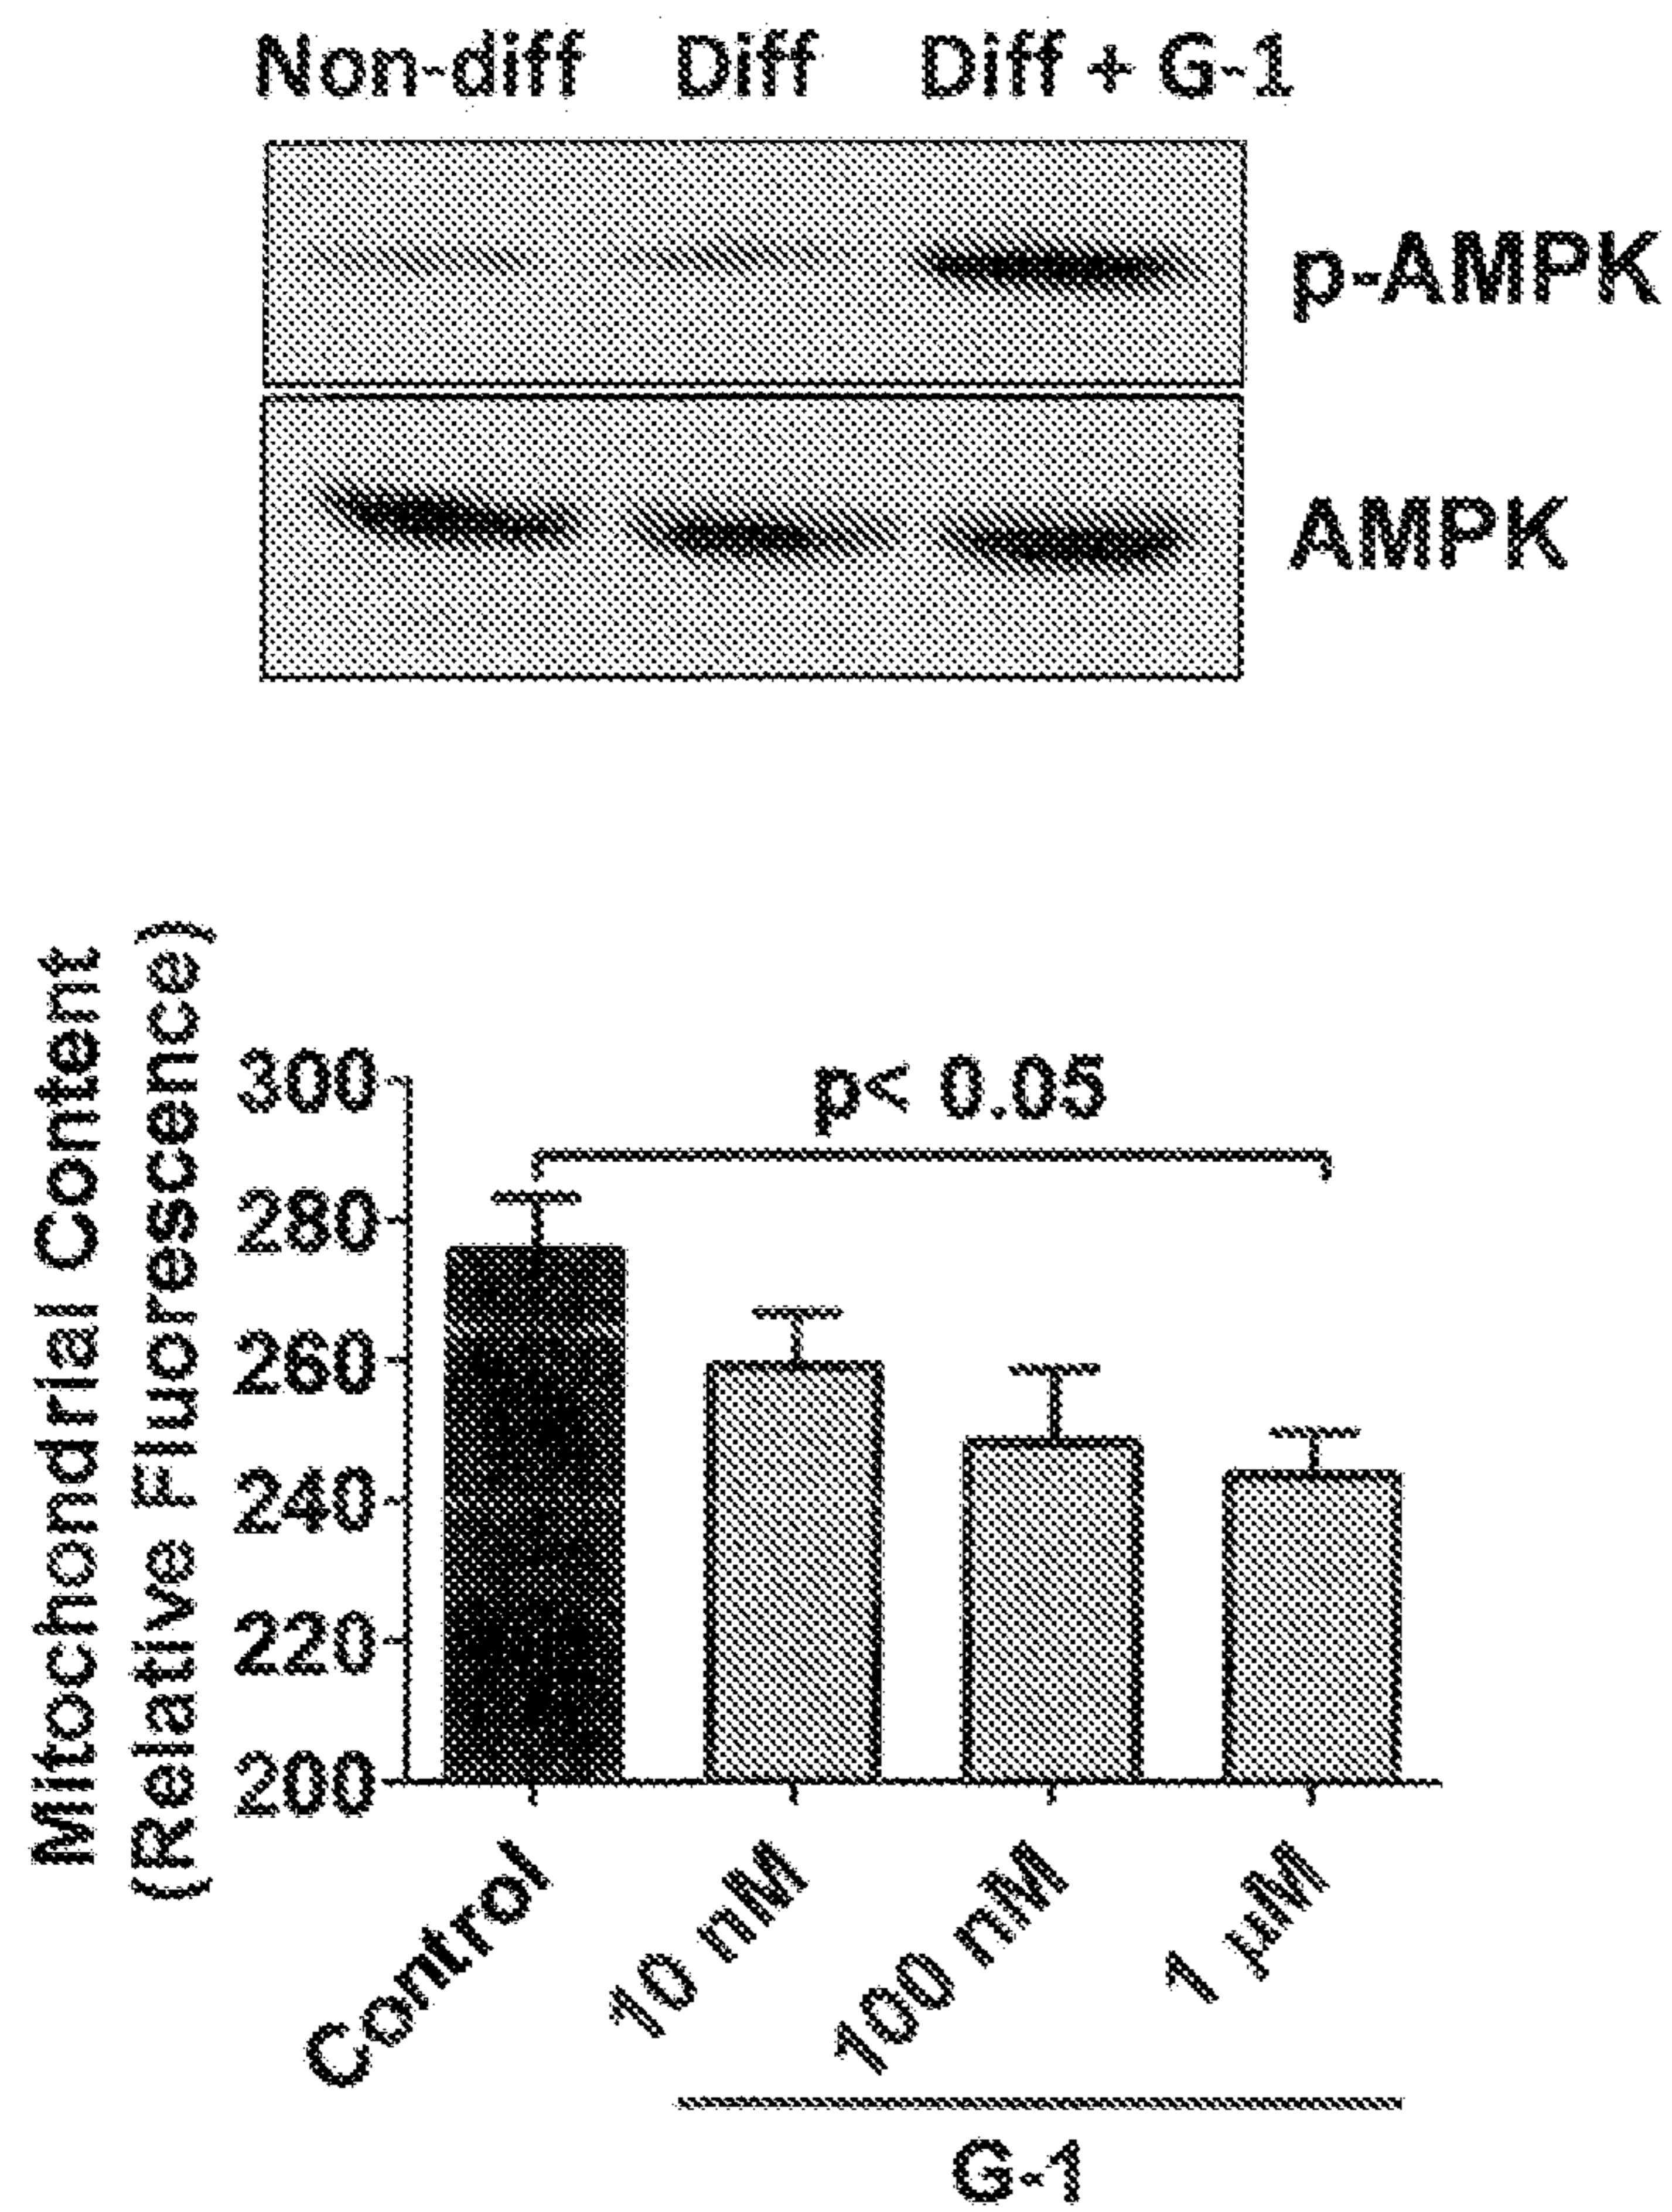 Non-diff Diff Diff + G-1
p-AMPK
AMPK
Mitochondrial Content
(Relative Fluorescence)
300
280
260
240
220
200
p< 0.05
Control
10 nM
100 nM
1 µM
G-1